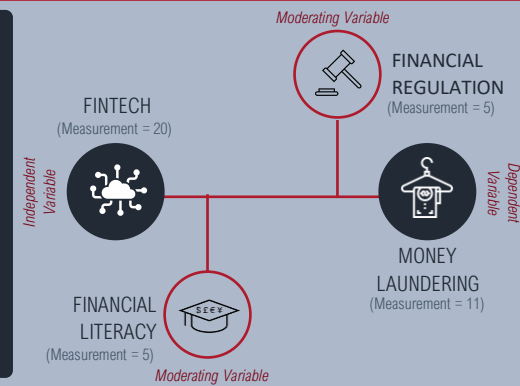 Moderating Variable
FINANCIAL
REGULATION
(Measurement = 5)
FINTECH
(Measurement = 20)
Independent
Variable
Dependent
Variable
MONEY
LAUNDERING
(Measurement = 11)
$£€¥
FINANCIAL
LITERACY
(Measurement = 5)
Moderating Variable